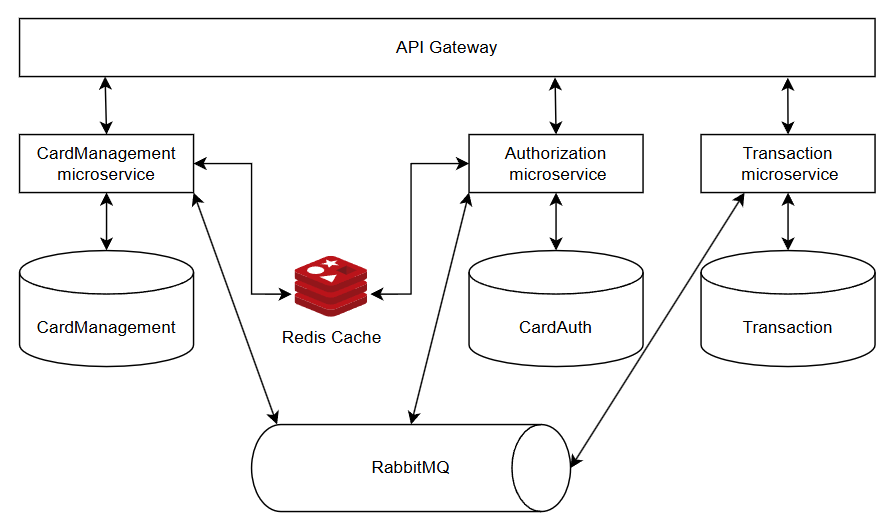 API Gateway
CardManagement
microservice
Authorization
microservice
Transaction
microservice
Redis Cache
CardManagement
CardAuth
Transaction
RabbitMQ